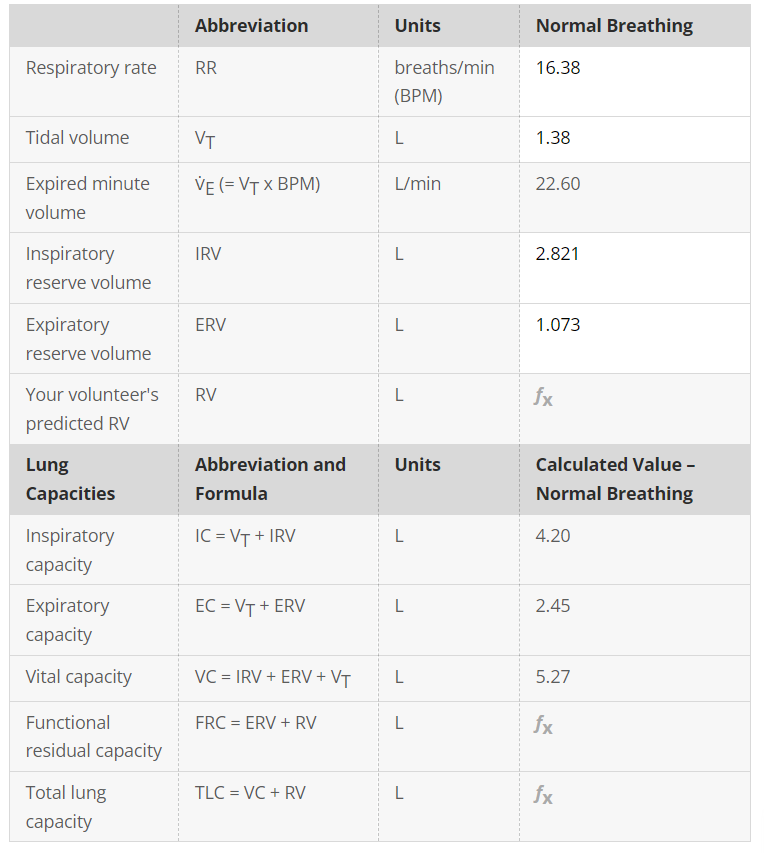 Abbreviation Units Normal Breathing
Respiratory rate RR breaths/min 16.38
(BPM)
Tidal volume VT L 1.38
Expired minute V̇E (= VT x BPM) L/min 22.60
volume
Inspiratory IRV L 2.821
reserve volume
Expiratory ERV L 1.073
reserve volume
Your volunteer's RV L fx
predicted RV
Lung Abbreviation and Units Calculated Value –
Capacities Formula Normal Breathing
Inspiratory IC = VT + IRV L 4.20
capacity
Expiratory EC = VT + ERV L 2.45
capacity
Vital capacity VC = IRV + ERV + VT L 5.27
Functional FRC = ERV + RV L fx
residual capacity
Total lung TLC = VC + RV L fx
capacity